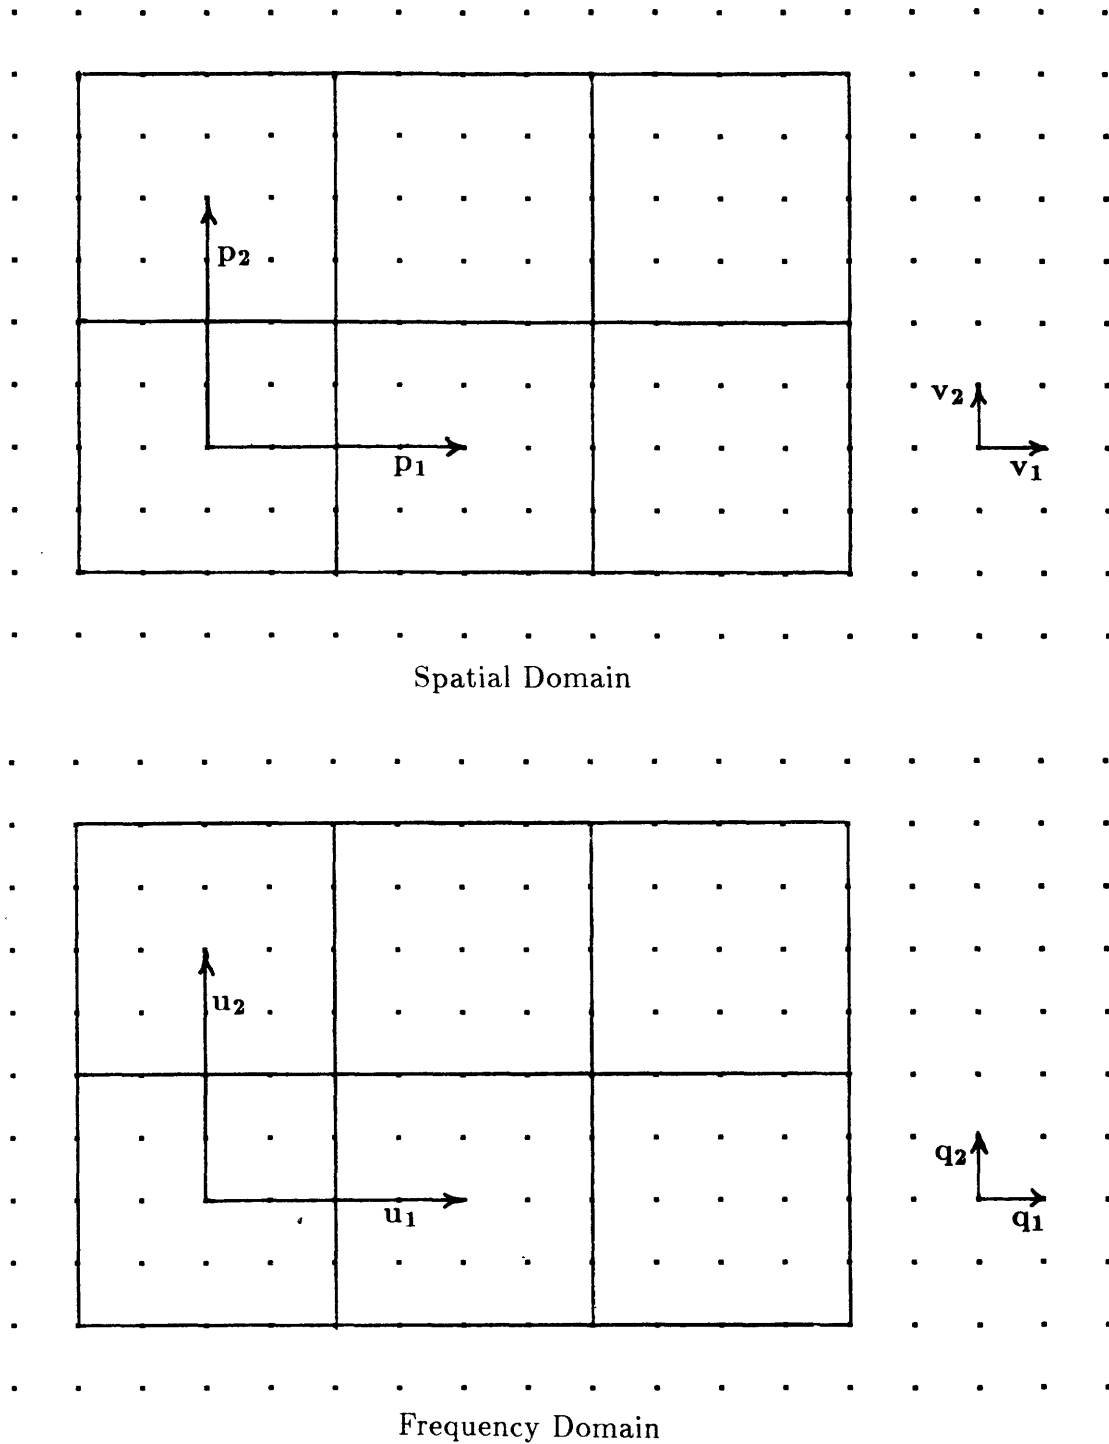 p2
v2
p1
v1
Spatial Domain
u2
q2
u1
q1
Frequency Domain